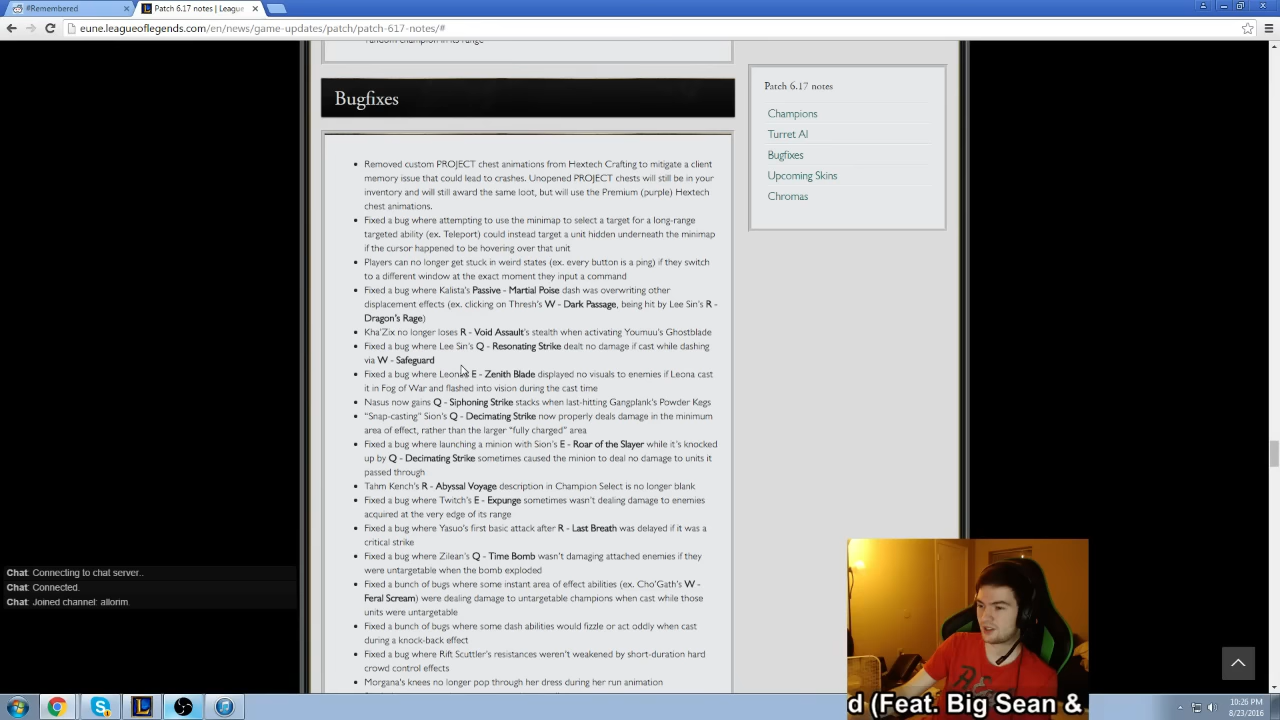 #Remembered
Patch 6.17 notes | Leagu
eune.leagueoflegends.com/en/news/game-updates/patch/patch-617-notes/#
random champion in its range
Bugfixes
Removed custom PROJECT chest animations from Hextech Crafting to mitigate a client
memory issue that could lead to crashes. Unopened PROJECT chests will still be in your
inventory and will still award the same loot, but will use the Premium (purple) Hextech
chest animations.
Fixed a bug where attempting to use the minimap to select a target for a long-range
targeted ability (ex. Teleport) could instead target a unit hidden underneath the minimap
if the cursor happened to be hovering over that unit
Players can no longer get stuck in weird states (ex. every button is a ping) if they switch
to a different window at the exact moment they input a command
Fixed a bug where Kalista's Passive - Martial Poise dash was overwriting other
displacement effects (ex. clicking on Thresh's W - Dark Passage, being hit by Lee Sin's R -
Dragon's Rage)
Kha'Zix no longer loses R - Void Assault's stealth when activating Youmuu's Ghostblade
Fixed a bug where Lee Sin's Q - Resonating Strike dealt no damage if cast while dashing
via W - Safeguard
Fixed a bug where Leona's E - Zenith Blade displayed no visuals to enemies if Leona cast
it in Fog of War and flashed into vision during the cast time
Nasus now gains Q - Siphoning Strike stacks when last-hitting Gangplank's Powder Kegs
"Snap-casting" Sion's Q - Decimating Strike now properly deals damage in the minimum
area of effect, rather than the larger "fully charged" area
Fixed a bug where launching a minion with Sion's E - Roar of the Slayer while it's knocked
up by Q - Decimating Strike sometimes caused the minion to deal no damage to units it
passed through
Tahm Kench's R - Abyssal Voyage description in Champion Select is no longer blank
Fixed a bug where Twitch's E - Expunge sometimes wasn't dealing damage to enemies
acquired at the very edge of its range
Fixed a bug where Yasuo's first basic attack after R - Last Breath was delayed if it was a
critical strike
Fixed a bug where Zilean's Q - Time Bomb wasn't damaging attached enemies if they
were untargetable when the bomb exploded
Fixed a bunch of bugs where some instant area of effect abilities (ex. Cho'Gath's W -
Feral Scream) were dealing damage to untargetable champions when cast while those
units were untargetable
Fixed a bunch of bugs where some dash abilities would fizzle or act oddly when cast
during a knock-back effect
Fixed a bug where Rift Scuttler's resistances weren't weakened by short-duration hard
crowd control effects
Morgana's knees no longer pop through her dress during her run animation
Patch 6.17 notes
Champions
Turret AI
Bugfixes
Upcoming Skins
Chromas
Chat: Connecting to chat server..
Chat: Connected.
Chat: Joined channel: allorim
d (Feat. Big Sean &
10:26 PM
8/23/2016